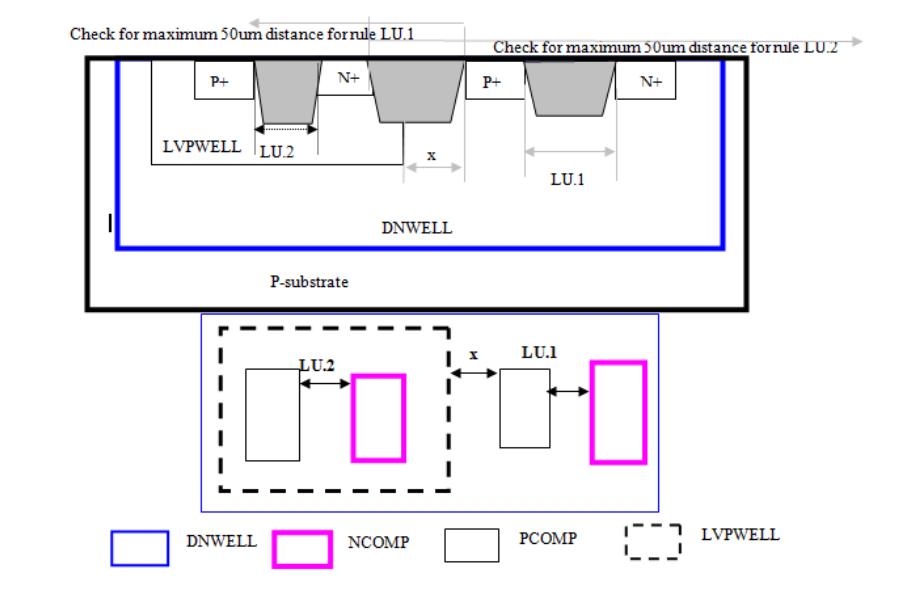 Check for maximum 50um distance for rule LU.1
Check for maximum 50um distance for rule LU.2
P+
N+
P+
N+
LVPWELL
LU.2
x
LU.1
DNWELL
P-substrate
LU.2
x
LU.1
DNWELL
NCOMP
PCOMP
LVPWELL